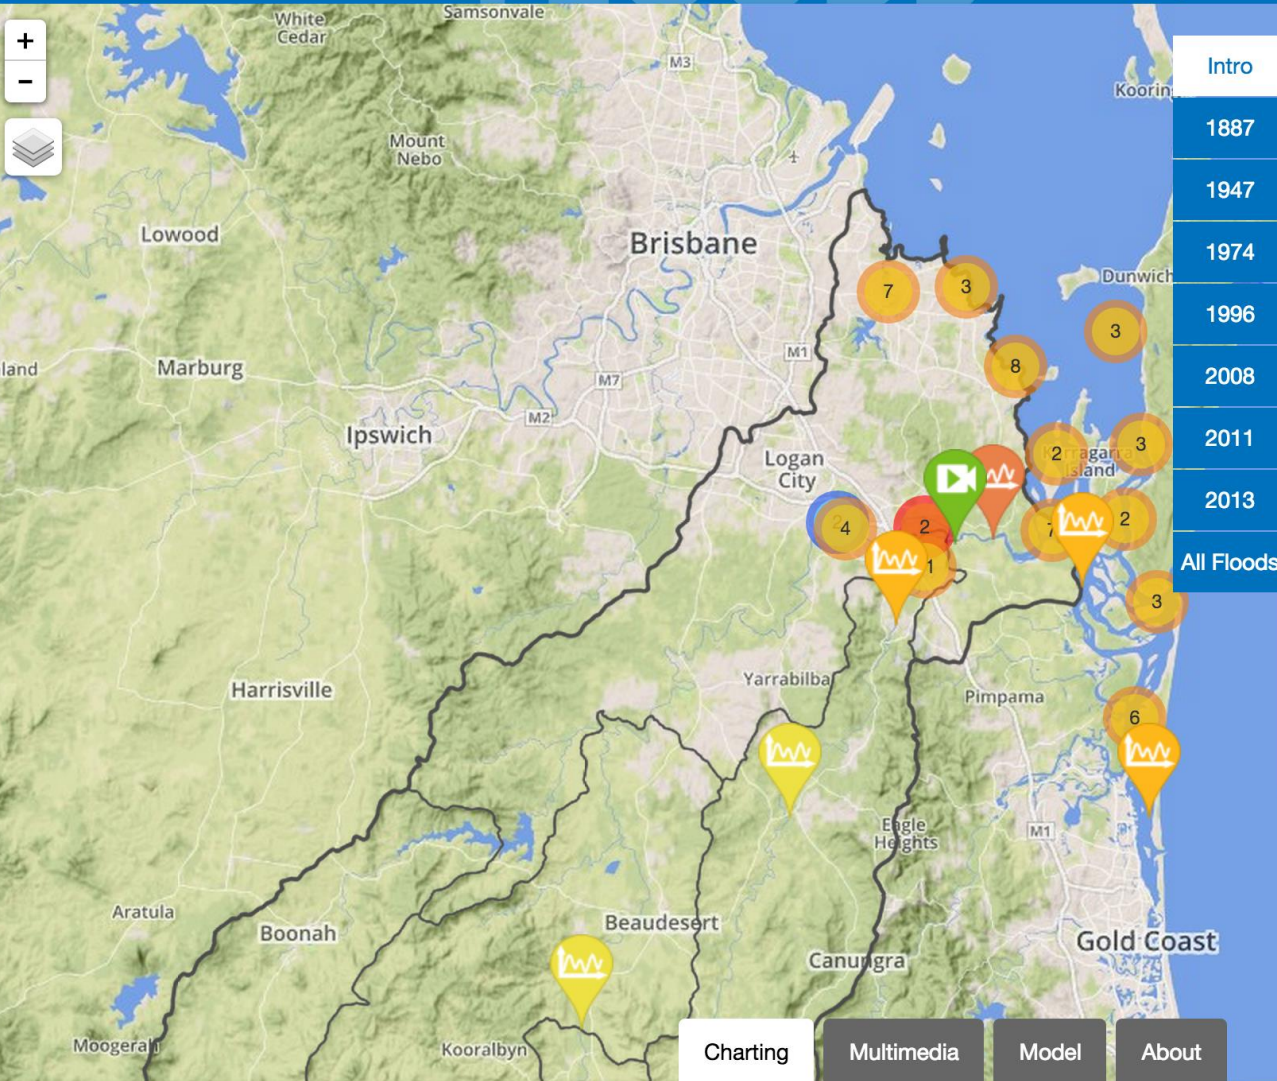 Samsonvale
White
Cedar
+
M3
-
Intro
Koorin
1887
Mount
Nebo
1947
Lowood
Brisbane
1974
Dunwich
7
3
1996
3
M1
8
land
Marburg
M7
2008
M2
Ipswich
2011
Logan
City
2
3
Island
2013
4
2
7
2
1
All Floods
3
Yarrabilba
Harrisville
Pimpama
6
Eagle
Heights
M1
Aratula
Beaudesert
Boonah
Gold Coast
Canungra
Moogerah
Kooralbyn
Charting
Multimedia
Model
About